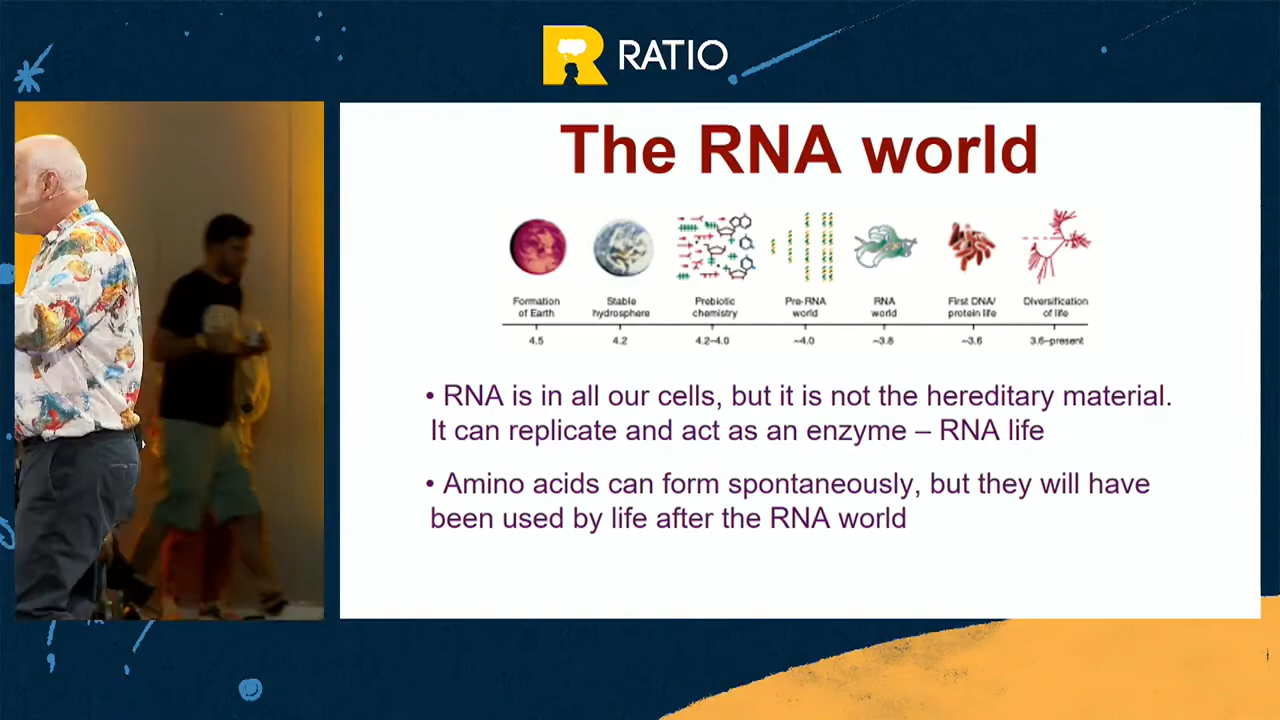 RATIO
The RNA world
Formation of Earth
Stable hydrosphere
Prebiotic chemistry
Pre-RNA world
RNA world
First DNA/ protein life
Diversification of life
4.5
4.2
4.2–4.0
~4.0
~3.8
~3.6
3.6–present
• RNA is in all our cells, but it is not the hereditary material.
It can replicate and act as an enzyme – RNA life
• Amino acids can form spontaneously, but they will have
been used by life after the RNA world